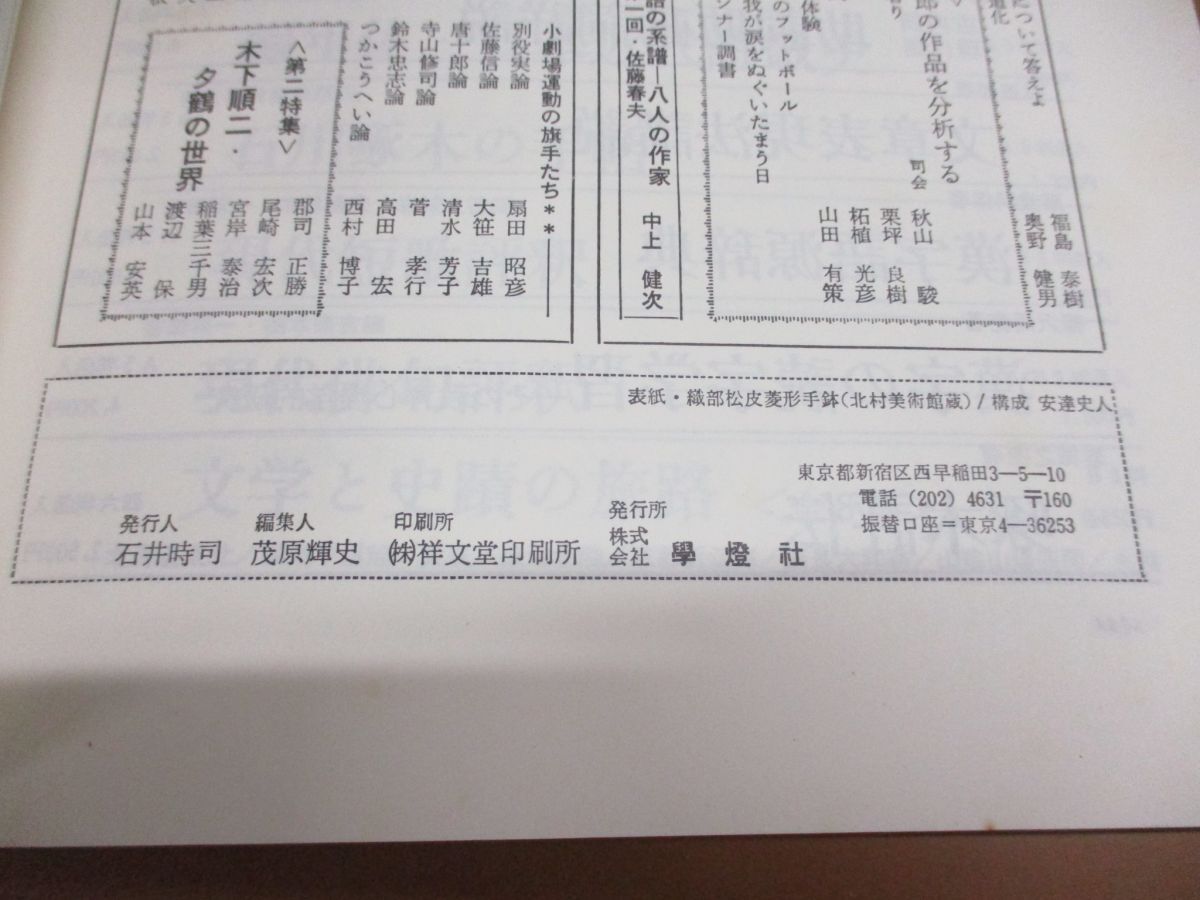 について答えよ
道化
福島 泰樹
奥野 健男
郎の作品を分析する
司会
秋山 駿
栗坪 良樹
柘植 光彦
山田 有策
体験
のフットボール
我が涙をぬぐいたまう日
ンナー調書
語の系譜―八人の作家
二回・佐藤春夫
中上 健次
小劇場運動の旗手たち＊＊
別役実論 扇田 昭彦
佐藤信論 大笹 吉雄
唐十郎論 清水 芳子
寺山修司論 菅 孝行
鈴木忠志論 高田 宏
つかこうへい論 西村 博子
〈第二特集〉
木下順二・
夕鶴の世界
郡司 正勝
尾崎 宏次
宮岸 泰治
稲葉三千男
渡辺 保
山本 安英
表紙・織部松皮菱形手鉢(北村美術館蔵) / 構成 安達史人
東京都新宿区西早稲田3―5―10
電話 (202) 4631 〒160
振替口座＝東京4―36253
発行所
株式会社 學燈社
印刷所
㈱祥文堂印刷所
編集人
茂原輝史
発行人
石井時司